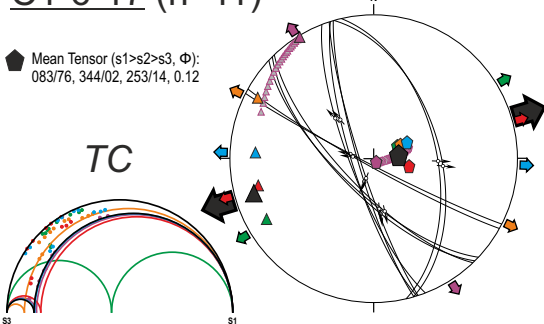 Mean Tensor (s1>s2>s3, Φ):
083/76, 344/02, 253/14, 0.12
TC
S3
S1